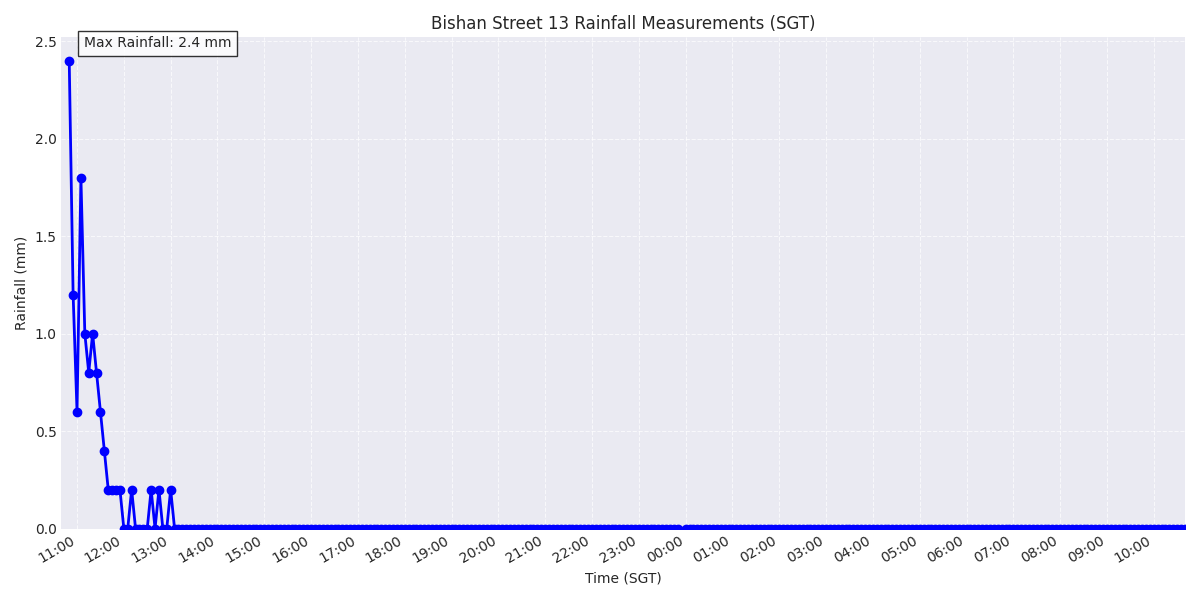 Bishan Street 13 Rainfall Measurements (SGT)
Max Rainfall: 2.4 mm
Rainfall (mm)
2.5
2.0
1.5
1.0
0.5
0.0
11:00 12:00 13:00 14:00 15:00 16:00 17:00 18:00 19:00 20:00 21:00 22:00 23:00 00:00 01:00 02:00 03:00 04:00 05:00 06:00 07:00 08:00 09:00 10:00
Time (SGT)